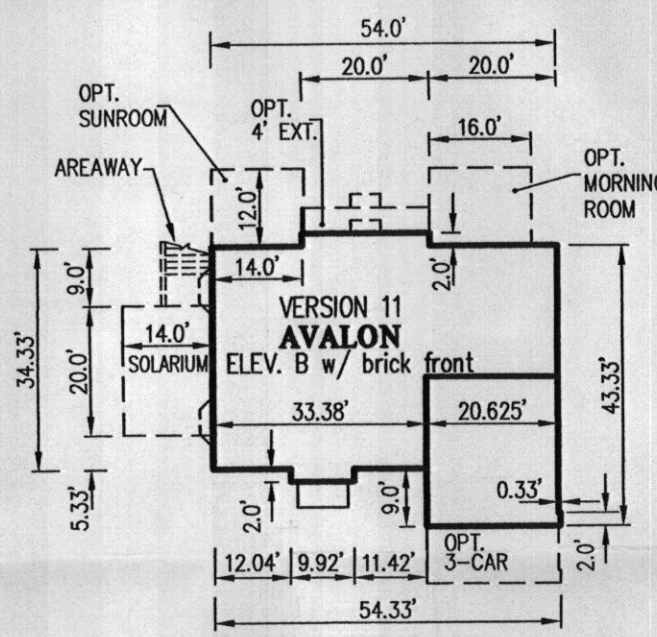 54.0'
20.0' 20.0'
OPT.
SUNROOM
OPT.
4' EXT.
16.0'
AREAWAY
OPT.
MORNING
ROOM
12.0'
9.0'
14.0'
2.0'
VERSION 11
AVALON
ELEV. B w/ brick front
14.0'
SOLARIUM
34.33'
20.0'
43.33'
33.38' 20.625'
5.33'
2.0'
9.0'
0.33'
2.0'
OPT.
3-CAR
12.04' 9.92' 11.42'
54.33'